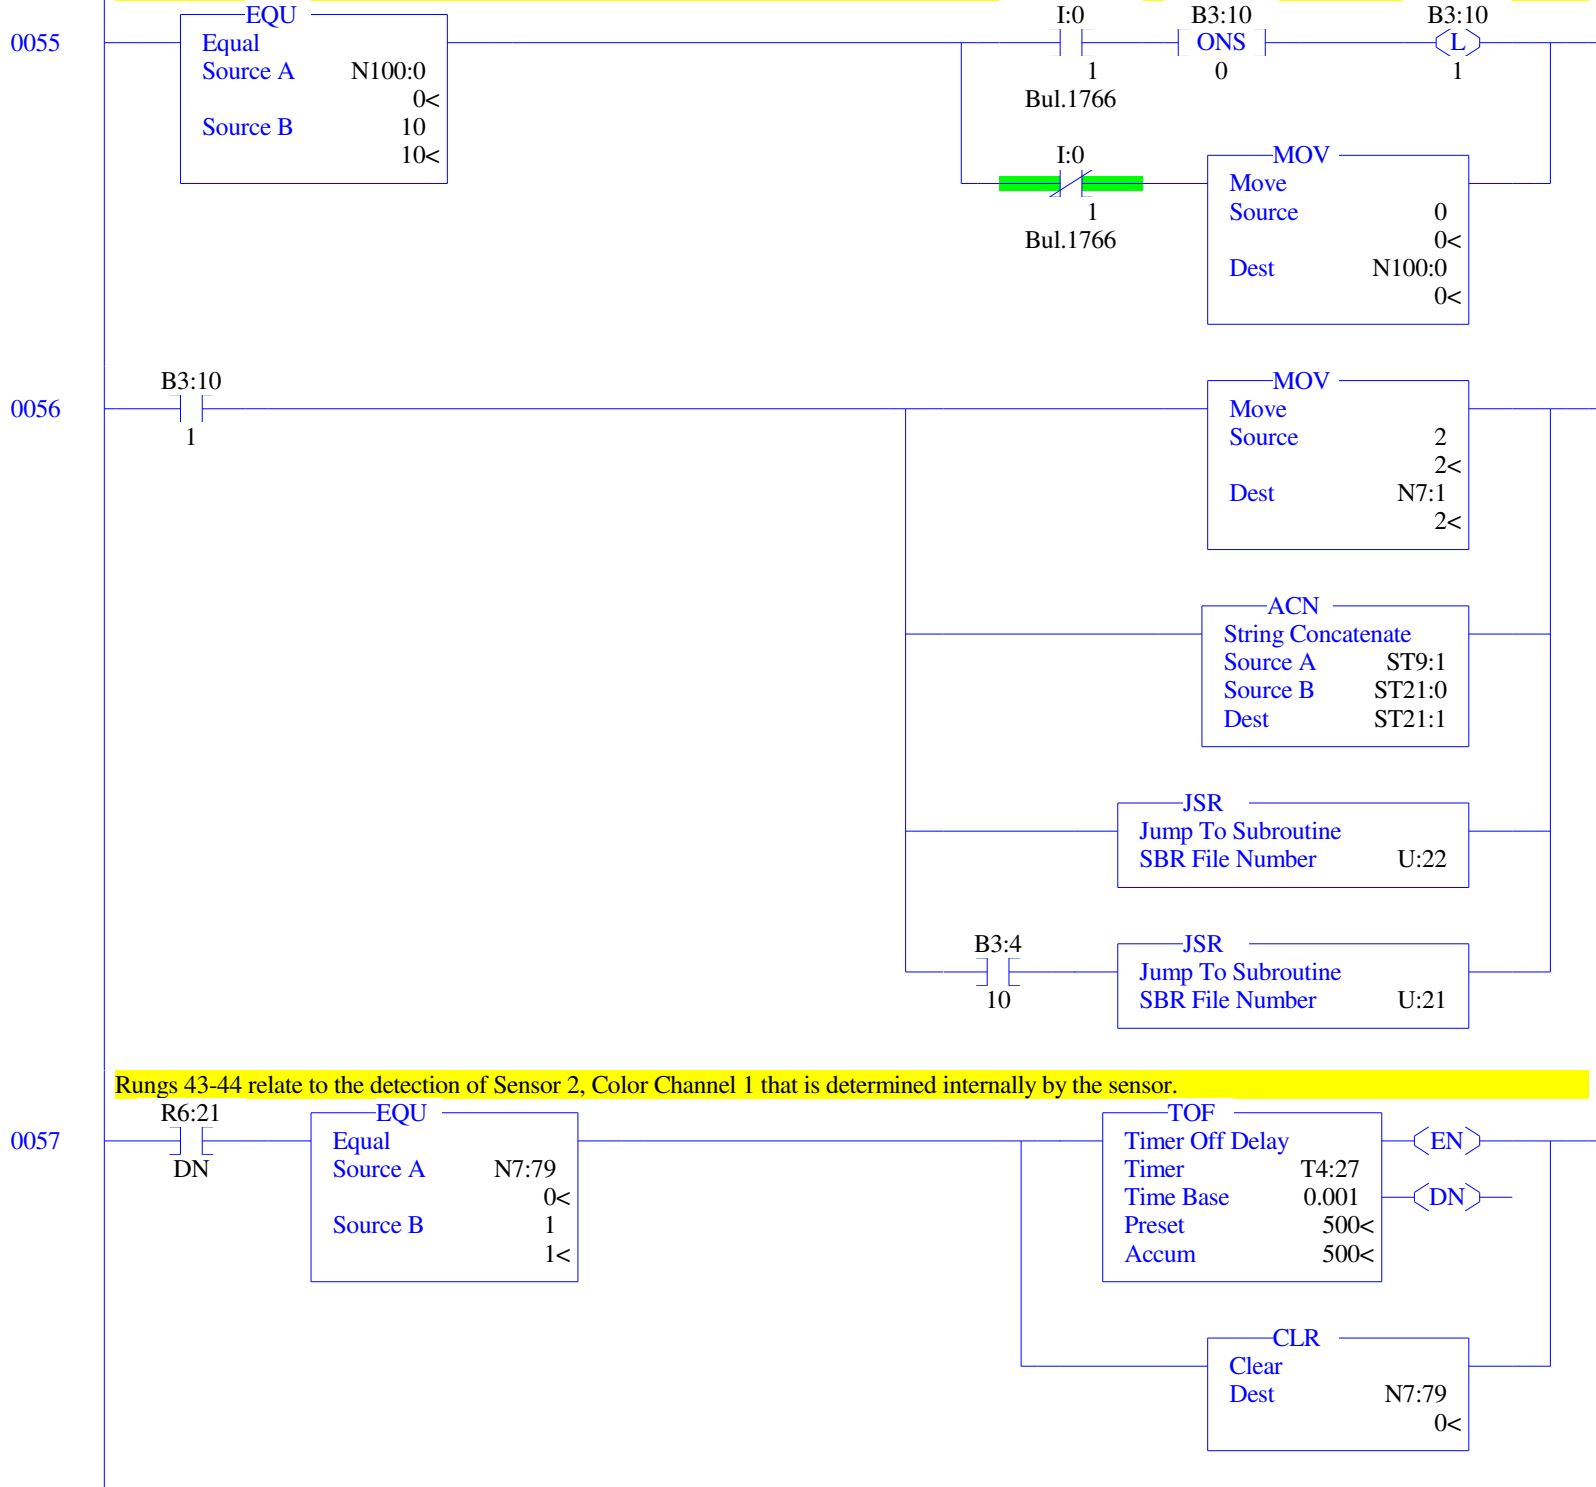 0055
EQU
Equal
Source A N100:0
0<
Source B 10
10<
I:0
1
Bul.1766
B3:10
ONS
0
B3:10
L
1
I:0
1
Bul.1766
MOV
Move
Source 0
0<
Dest N100:0
0<
0056
B3:10
1
MOV
Move
Source 2
2<
Dest N7:1
2<
ACN
String Concatenate
Source A ST9:1
Source B ST21:0
Dest ST21:1
JSR
Jump To Subroutine
SBR File Number U:22
B3:4
10
JSR
Jump To Subroutine
SBR File Number U:21
Rungs 43-44 relate to the detection of Sensor 2, Color Channel 1 that is determined internally by the sensor.
0057
R6:21
DN
EQU
Equal
Source A N7:79
0<
Source B 1
1<
TOF
Timer Off Delay
Timer T4:27
Time Base 0.001
Preset 500<
Accum 500<
EN
DN
CLR
Clear
Dest N7:79
0<